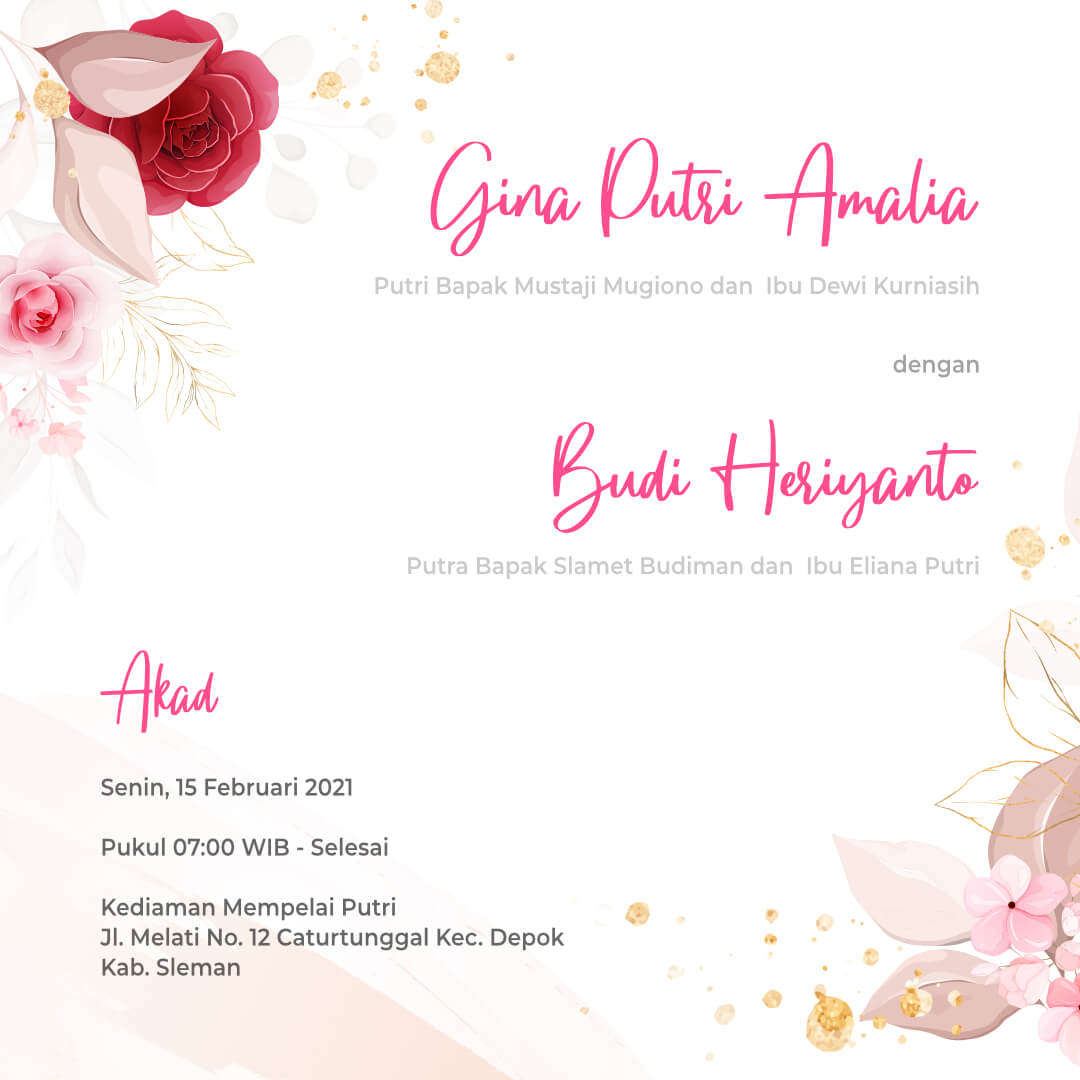 Gina Putri Amalia
Putri Bapak Mustaji Mugiono dan Ibu Dewi Kurniasih
dengan
Budi Heriyanto
Putra Bapak Slamet Budiman dan Ibu Eliana Putri
Akad
Senin, 15 Februari 2021
Pukul 07:00 WIB - Selesai
Kediaman Mempelai Putri
Jl. Melati No. 12 Caturtunggal Kec. Depok
Kab. Sleman